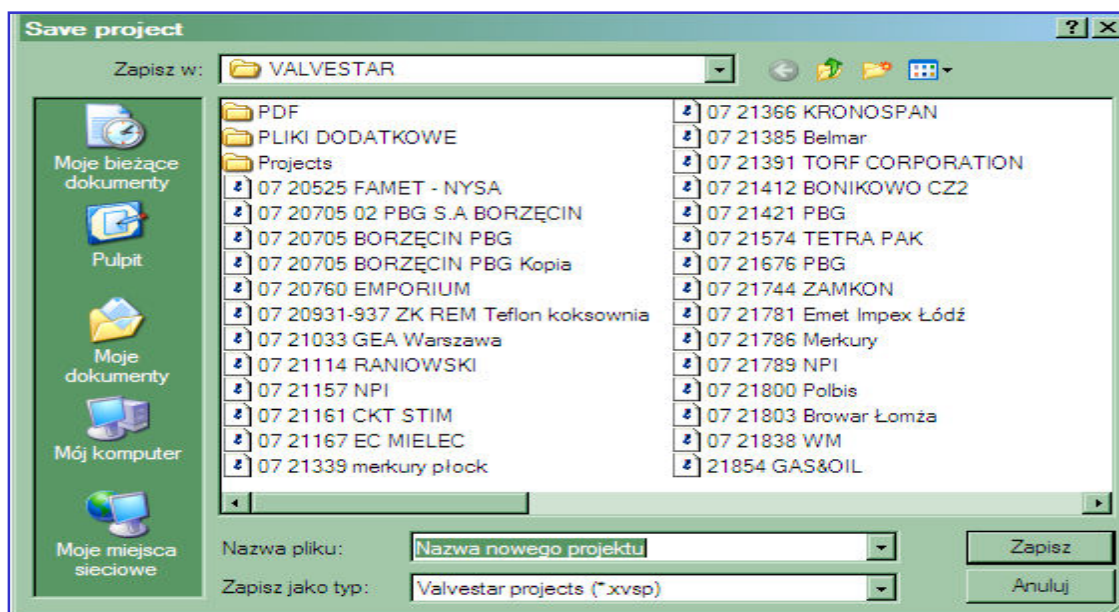 Save project
Zapisz w: VALVESTAR
Moje bieżące
dokumenty
Pulpit
Moje
dokumenty
Mój komputer
Moje miejsca
sieciowe
PDF
PLIKI DODATKOWE
Projects
07 20525 FAMET - NYSA
07 20705 02 PBG S.A BORZĘCIN
07 20705 BORZĘCIN PBG
07 20705 BORZĘCIN PBG Kopia
07 20760 EMPORIUM
07 20931-937 ZK REM Teflon koksownia
07 21033 GEA Warszawa
07 21114 RANIOWSKI
07 21157 NPI
07 21161 CKT STIM
07 21167 EC MIELEC
07 21339 merkury płock
07 21366 KRONOSPAN
07 21385 Belmar
07 21391 TORF CORPORATION
07 21412 BONIKOWO CZ2
07 21421 PBG
07 21574 TETRA PAK
07 21676 PBG
07 21744 ZAMKON
07 21781 Emet Impex Łódź
07 21786 Merkury
07 21789 NPI
07 21800 Polbis
07 21803 Browar Łomża
07 21838 WM
21854 GAS&OIL
Nazwa pliku: Nazwa nowego projektu Zapisz
Zapisz jako typ: Valvestar projects (*.xvsp) Anuluj